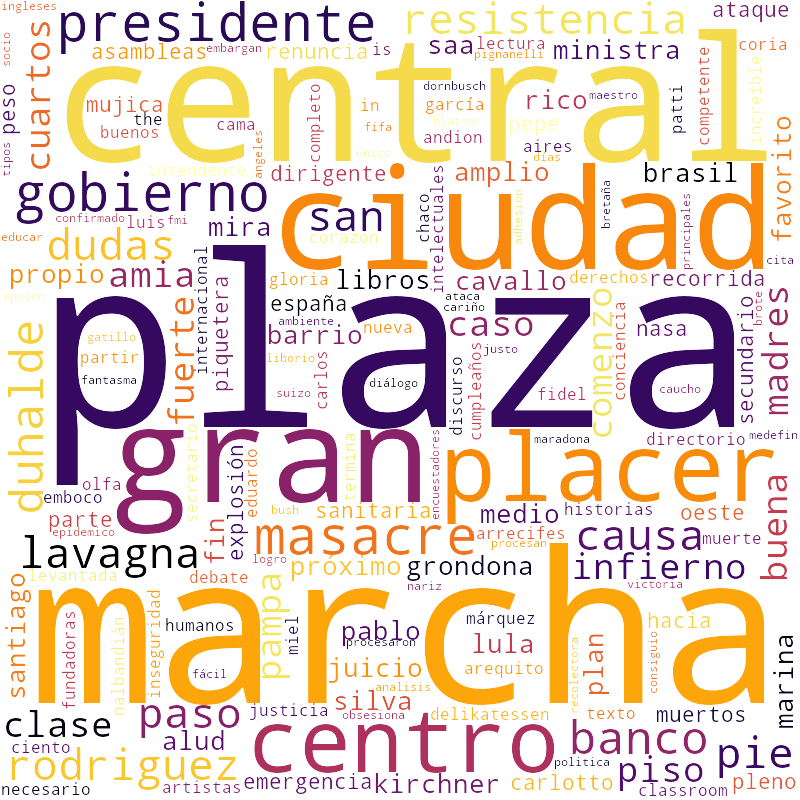 ingleses
presidente
resistencia
ataque
socio
cuartos
asambleas
embargan
renuncia
is
saa
lectura
pignanelli
ministra
coria
increíble
central
peso
mujica
the
buenos
cama
completo
in
fifa
garcía
andion
dornbusch
blatter
pepe
maestro
rico
aires
patti
competente
favorito
tipos
intendente
angeles
único
días
gobierno
dirigente
amplio
brasil
ciudad
confirmado
luis
fmi
mira
san
corazón
chaco
intelectuales
adhesion
bretaña
principales
cita
educar
dudas
propio
amia
internacional
gloria
libros
cavallo
derechos
recorrida
opción
duhalde
fuerte
piquetera
españa
ambiente
barrio
nueva
ataca
cariño
caso
comenzo
conciencia
nasa
secundario
brote
madres
gatillo
partir
fantasma
liborio
suizo
carlos
diálogo
discurso
cumpleaños
justo
fidel
caucho
plaza
gran
placer
maradona
directorio
medefin
olfa
emboco
secretario
explosión
eduardo
termina
encuestadores
parte
epidemico
fin
bush
sanitaria
medio
historias
oeste
buena
masacre
arrecifes
causa
muerte
lavagna
logro
procesan
levantada
debate
pampa
próximo
grondona
nariz
infierno
victoria
santiago
fundadoras
nalbandián
inseguridad
humanos
miel
pablo
procesaron
márquez
lula
plan
hacia
marina
marcha
fácil
juicio
analisis
arequito
recolectora
consiguio
clase
paso
justicia
silva
obsesiona
delikatessen
texto
muertos
ciento
alud
centro
politica
banco
pie
rodriguez
necesario
artistas
emergencia
kirchner
carlotto
piso
classroom
pleno